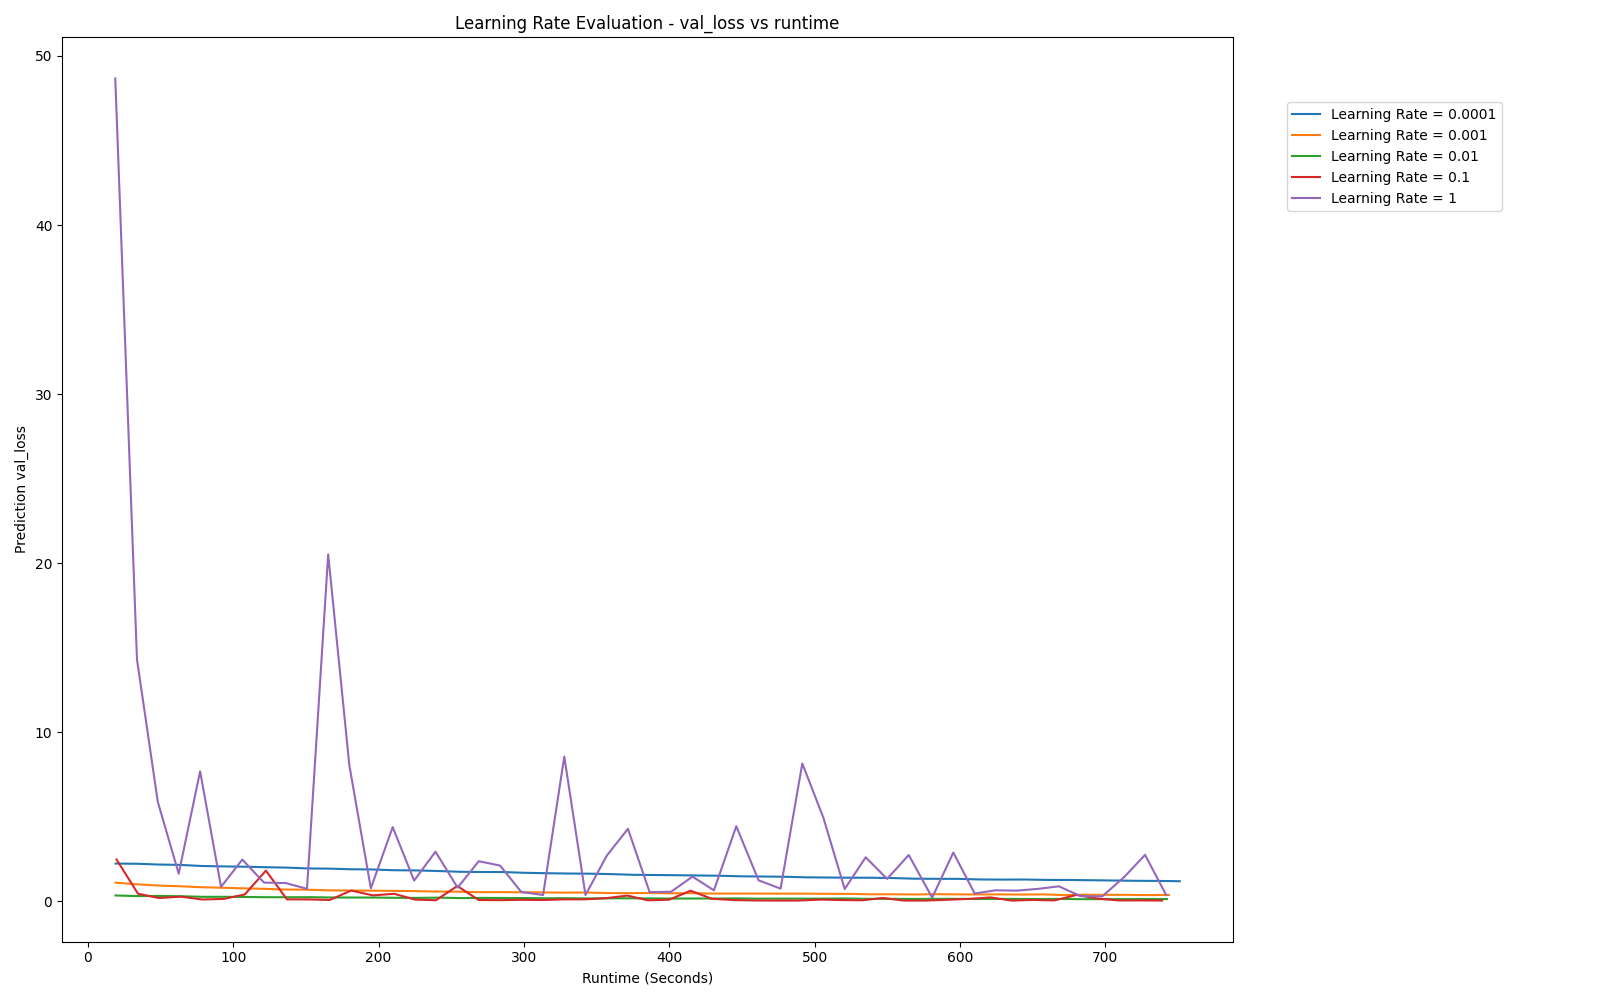 Learning Rate Evaluation - val_loss vs runtime
50
40
30
20
10
0
Prediction val_loss
0 100 200 300 400 500 600 700
Runtime (Seconds)
Learning Rate = 0.0001
Learning Rate = 0.001
Learning Rate = 0.01
Learning Rate = 0.1
Learning Rate = 1